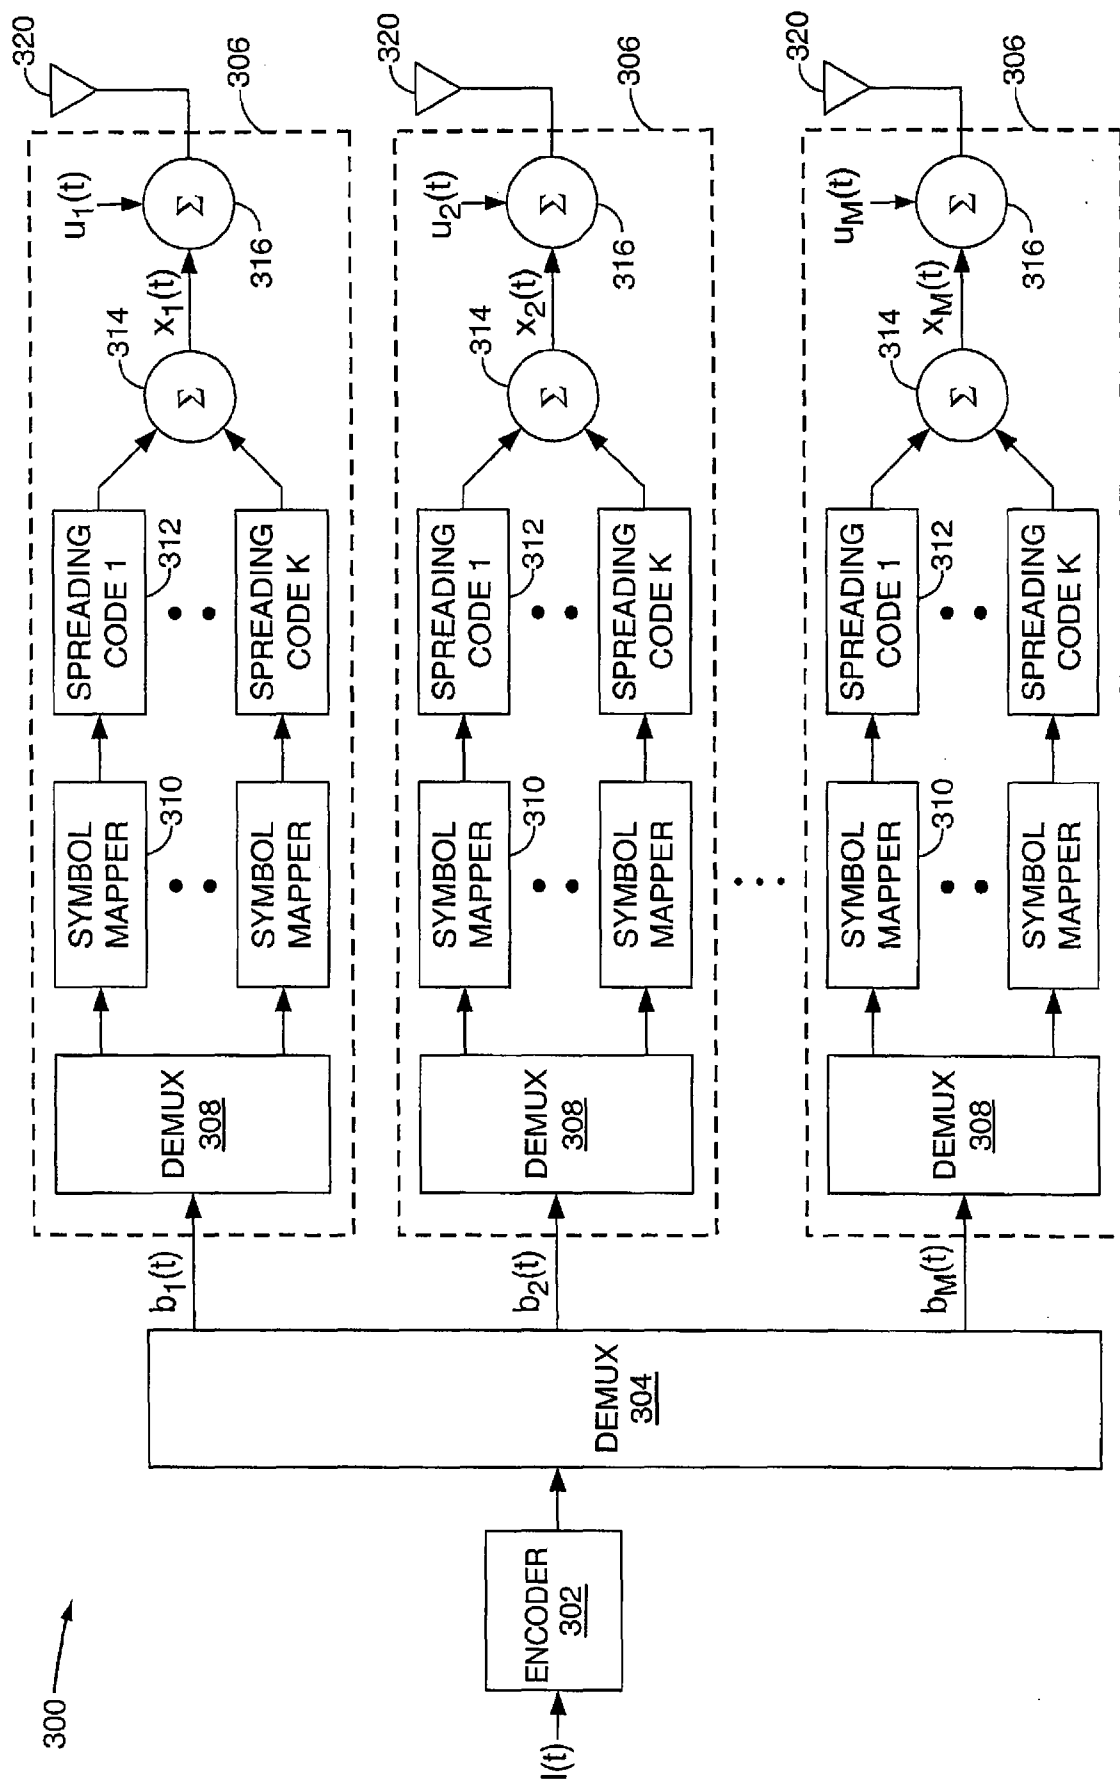 300
I(t)
ENCODER
302
DEMUX
304
b1(t)
DEMUX
308
SYMBOL
MAPPER
310
SYMBOL
MAPPER
SPREADING
CODE 1
312
SPREADING
CODE K
314
Σ
x1(t)
u1(t)
Σ
316
306
320
b2(t)
DEMUX
308
SYMBOL
MAPPER
310
SYMBOL
MAPPER
SPREADING
CODE 1
312
SPREADING
CODE K
314
Σ
x2(t)
u2(t)
Σ
316
306
320
bM(t)
DEMUX
308
SYMBOL
MAPPER
310
SYMBOL
MAPPER
SPREADING
CODE 1
312
SPREADING
CODE K
314
Σ
xM(t)
uM(t)
Σ
316
306
320